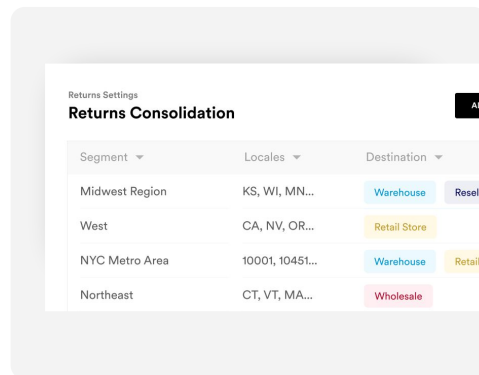 Returns Settings
Returns Consolidation
Segment Locales Destination
Midwest Region KS, WI, MN... Warehouse
West CA, NV, OR... Retail Store
NYC Metro Area 10001, 10451... Warehouse Retail
Northeast CT, VT, MA... Wholesale